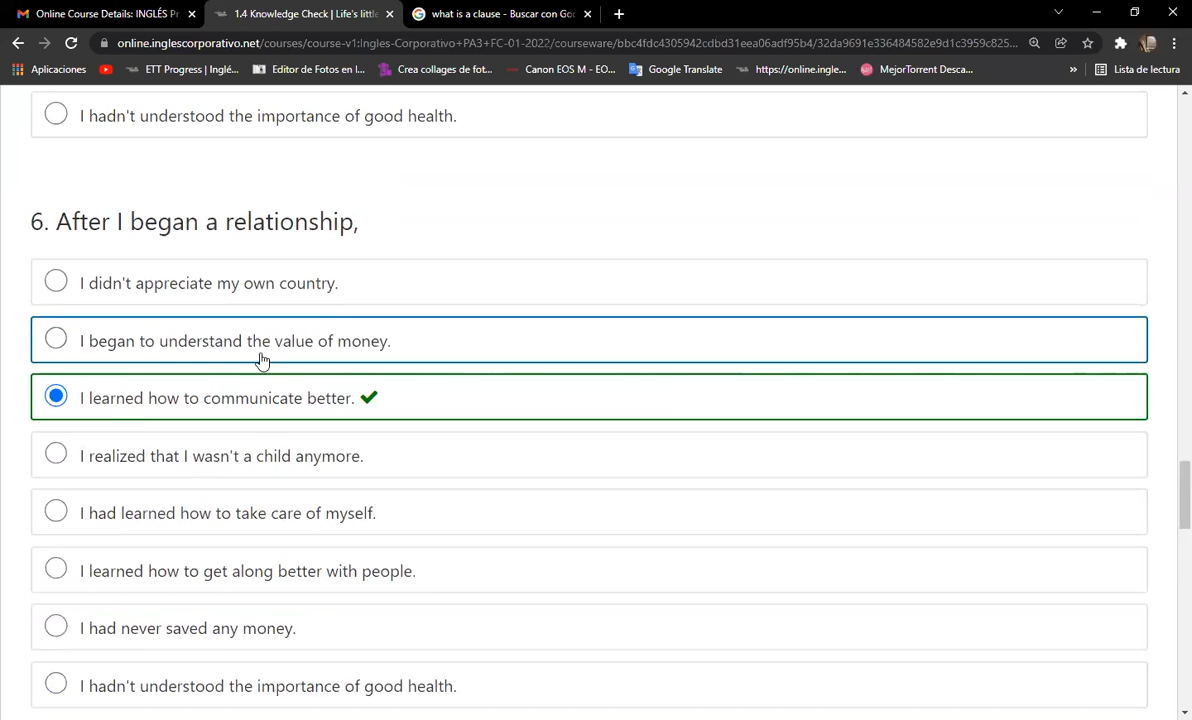 Online Course Details: INGLÉS Pr
1.4 Knowledge Check | Life's little
what is a clause - Buscar con Goo
online.inglescorporativo.net/courses/course-v1:Ingles-Corporativo+PA3+FC-01-2022/courseware/bbc4fdc4305942cdbd31eea06adf95b4/32da9691e336484582e9d1c3959c825...
Aplicaciones
ETT Progress | Inglé...
Editor de Fotos en l...
Crea collages de fot...
Canon EOS M - EO...
Google Translate
https://online.ingle...
MejorTorrent Desca...
»
Lista de lectura
I hadn't understood the importance of good health.
6. After I began a relationship,
I didn't appreciate my own country.
I began to understand the value of money.
I learned how to communicate better.
I realized that I wasn't a child anymore.
I had learned how to take care of myself.
I learned how to get along better with people.
I had never saved any money.
I hadn't understood the importance of good health.